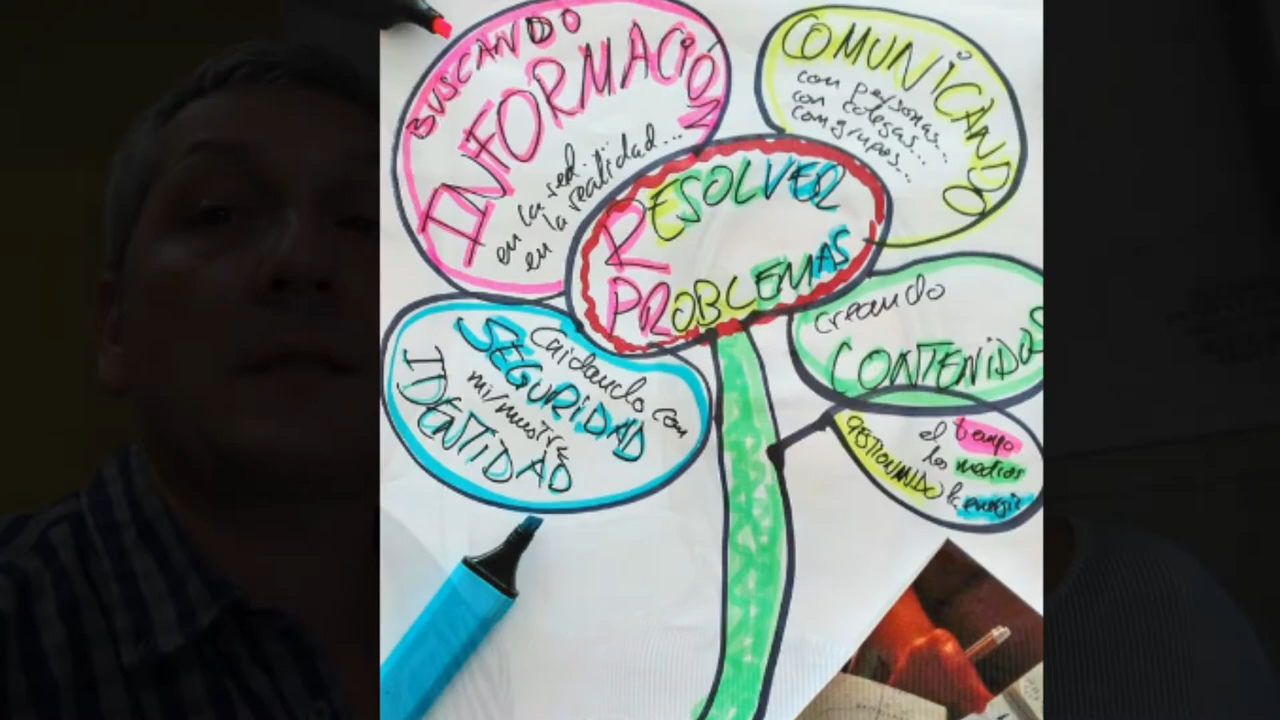 BUSCANDO
INFORMACIÓN
en la red...
en la realidad...
COMUNICANDO
con personas...
con colegas...
con grupos...
RESOLVER
PROBLEMAS
creando
CONTENIDOS
Cuidando con
SEGURIDAD
mi/nuestra
IDENTIDAD
GESTIONANDO
el tiempo
los medios
la energía